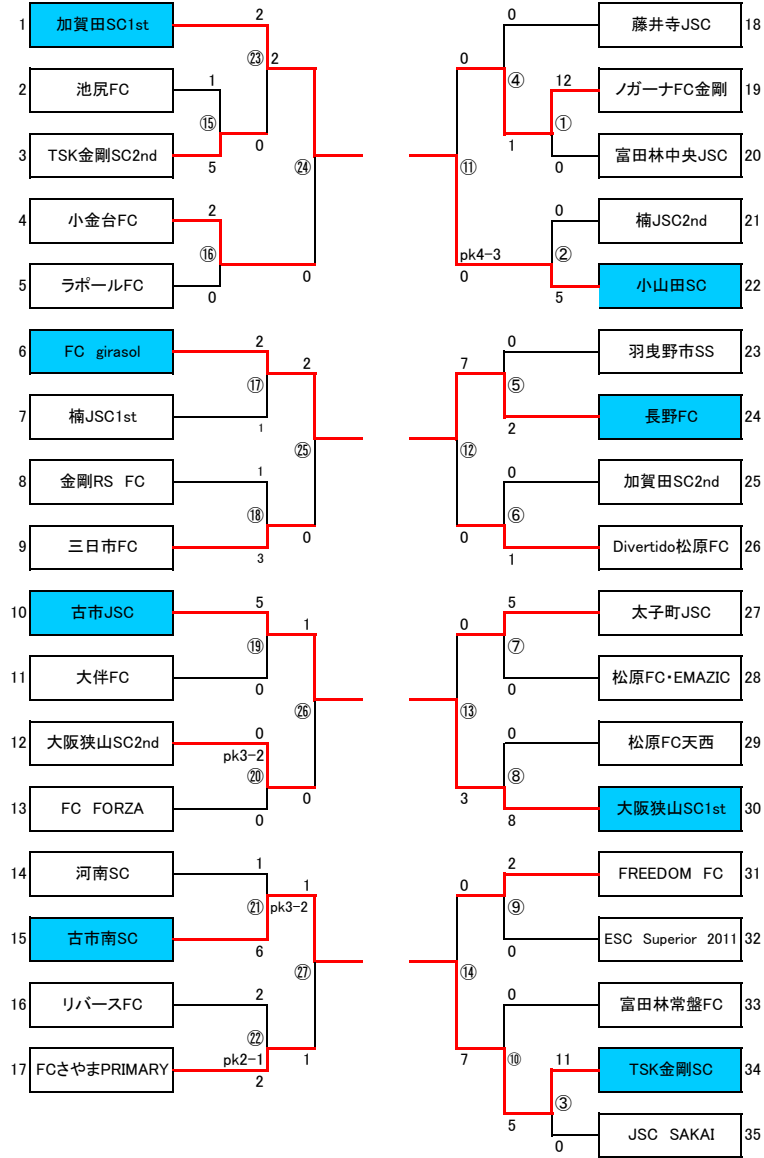 1 加賀田SC1st
2 池尻FC
3 TSK金剛SC2nd
4 小金台FC
5 ラポールFC
6 FC girasol
7 楠JSC1st
8 金剛RS FC
9 三日市FC
10 古市JSC
11 大伴FC
12 大阪狭山SC2nd
13 FC FORZA
14 河南SC
15 古市南SC
16 リバースFC
17 FCさやまPRIMARY
2
㉓ 2
1
⑮
0
5
㉔
2
⑯
0
0
2
⑰ 2
1
㉕
1
⑱
0
3
5
⑲ 1
0
㉖
0
pk3-2
⑳
0
0
1
1
㉑ pk3-2
6
㉗
2
㉒
pk2-1
1
2
0
0
④
12
①
1
0
⑪
0
pk4-3
②
0
5
0
7
⑤
2
⑫
0
⑥
0
1
5
0
⑦
0
⑬
0
⑧
3
8
2
0
⑨
0
⑭
0
7
⑩
11
③
5
0
藤井寺JSC 18
ノガーナFC金剛 19
富田林中央JSC 20
楠JSC2nd 21
小山田SC 22
羽曳野市SS 23
長野FC 24
加賀田SC2nd 25
Divertido松原FC 26
太子町JSC 27
松原FC・EMAZIC 28
松原FC天西 29
大阪狭山SC1st 30
FREEDOM FC 31
ESC Superior 2011 32
富田林常盤FC 33
TSK金剛SC 34
JSC SAKAI 35